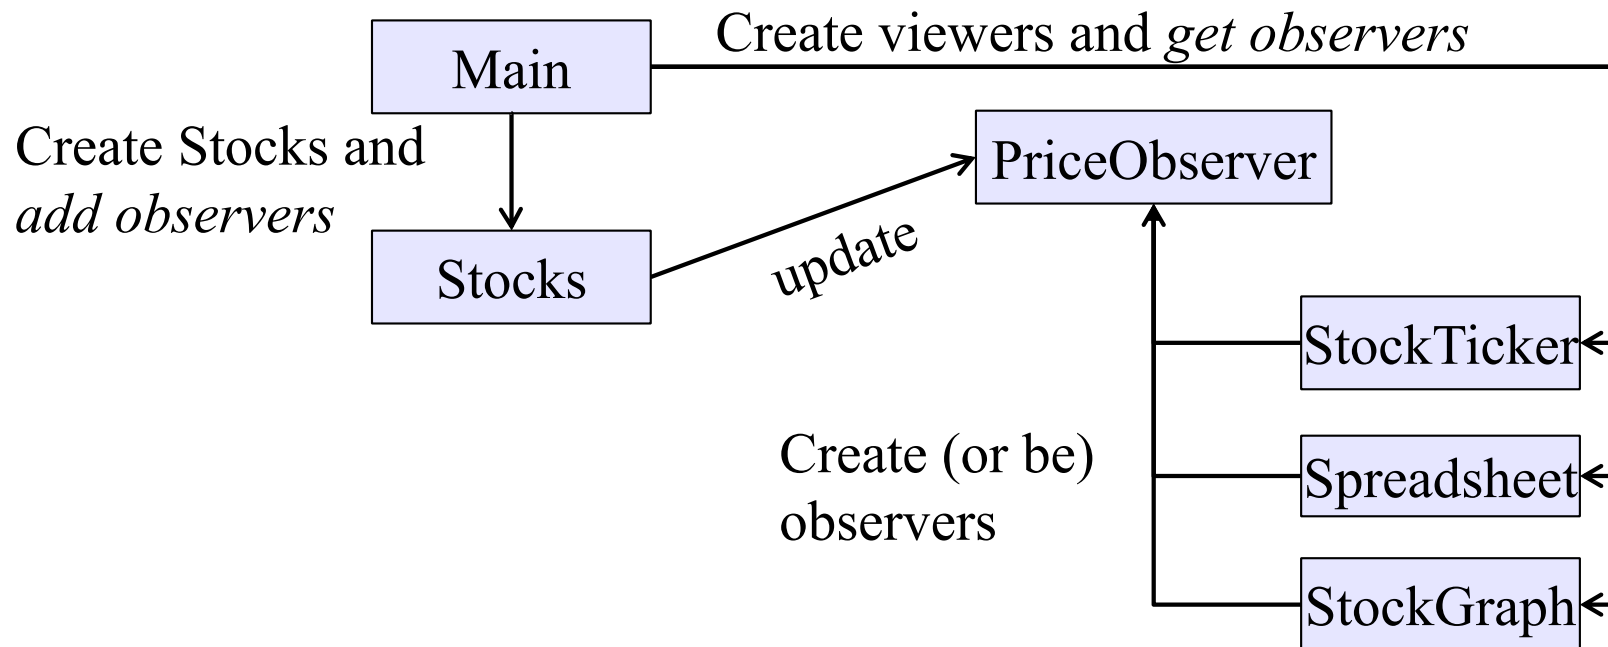 Create viewers and get observers
Main
Create Stocks and
add observers
PriceObserver
Stocks
update
StockTicker
Create (or be)
observers
Spreadsheet
StockGraph